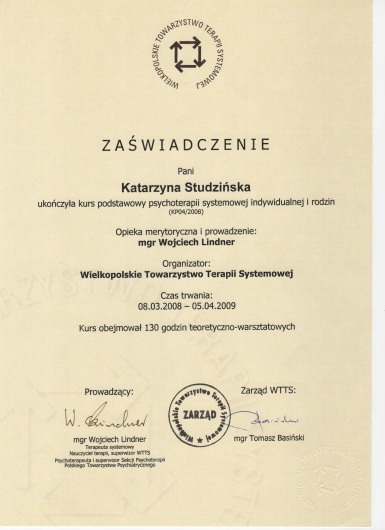 WIELKOPOLSKIE TOWARZYSTWO TERAPII SYSTEMOWEJ
ZAŚWIADCZENIE
Pani
Katarzyna Studzińska
ukończyła kurs podstawowy psychoterapii systemowej indywidualnej i rodzin
(KP04/2008)
Opieka merytoryczna i prowadzenie:
mgr Wojciech Lindner
Organizator:
Wielkopolskie Towarzystwo Terapii Systemowej
Czas trwania:
08.03.2008 – 05.04.2009
Kurs obejmował 130 godzin teoretyczno-warsztatowych
Prowadzący:
Zarząd WTTS:
W. Lindner
Wielkopolskie Towarzystwo Terapii Systemowej
ZARZĄD
mgr Wojciech Lindner
mgr Tomasz Basiński
Terapeuta systemowy
Nauczyciel terapii, supervizor WTTS
Psychoterapeuta i supervizor Sekcji Psychoterapii
Polskiego Towarzystwa Psychiatrycznego